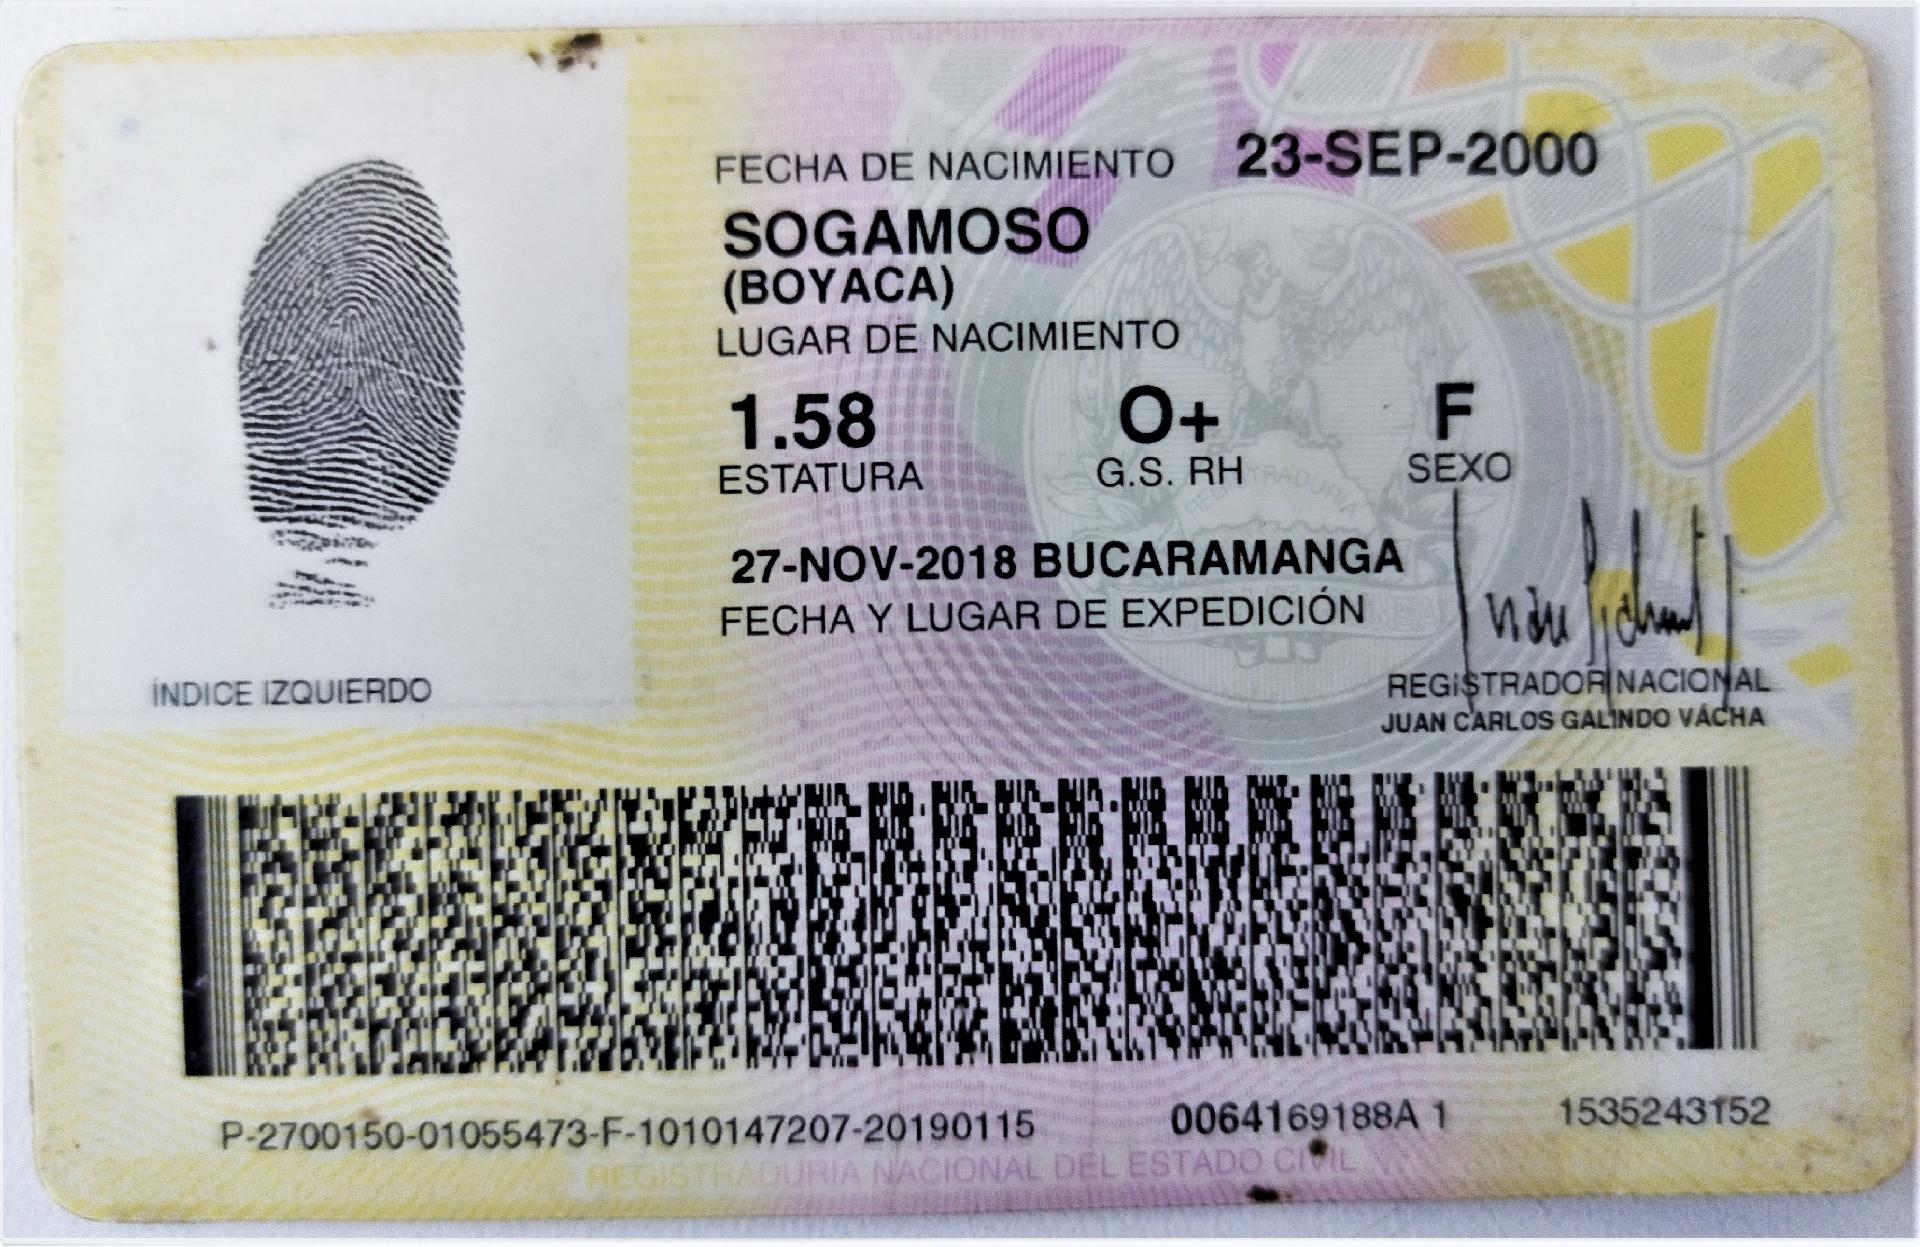 FECHA DE NACIMIENTO 23-SEP-2000
SOGAMOSO
(BOYACA)
LUGAR DE NACIMIENTO
1.58 O+ F
ESTATURA G.S. RH SEXO
27-NOV-2018 BUCARAMANGA
FECHA Y LUGAR DE EXPEDICIÓN
ÍNDICE IZQUIERDO
REGISTRADOR NACIONAL
JUAN CARLOS GALINDO VÁCHA
P-2700150-01055473-F-1010147207-20190115 0064169188A 1 1535243152
REGISTRADURIA NACIONAL DEL ESTADO CIVIL